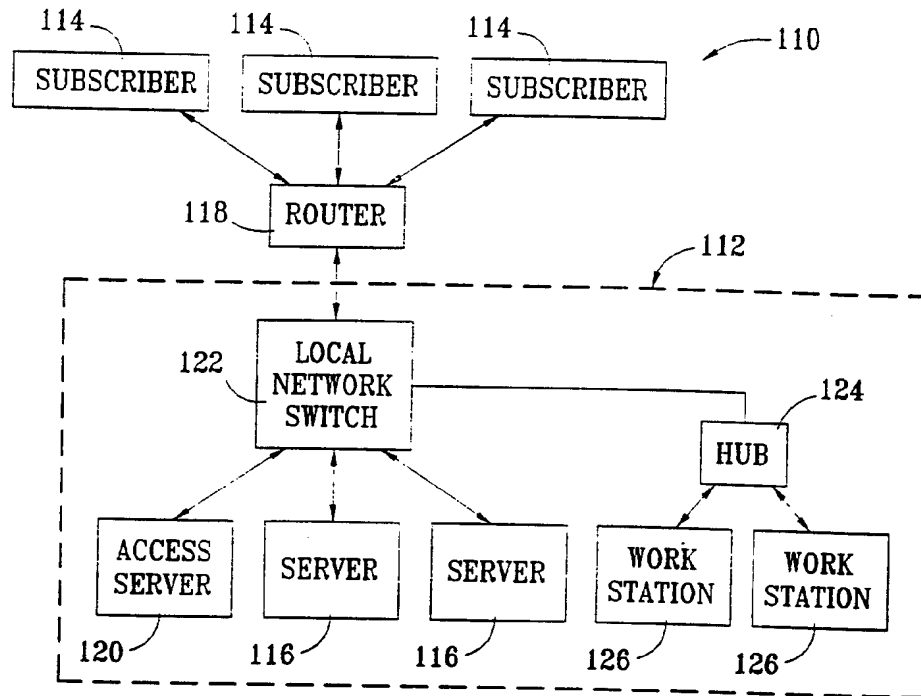 114
114
114
110
SUBSCRIBER
SUBSCRIBER
SUBSCRIBER
118
ROUTER
112
122
LOCAL
NETWORK
SWITCH
124
HUB
ACCESS
SERVER
SERVER
SERVER
WORK
STATION
WORK
STATION
120
116
116
126
126